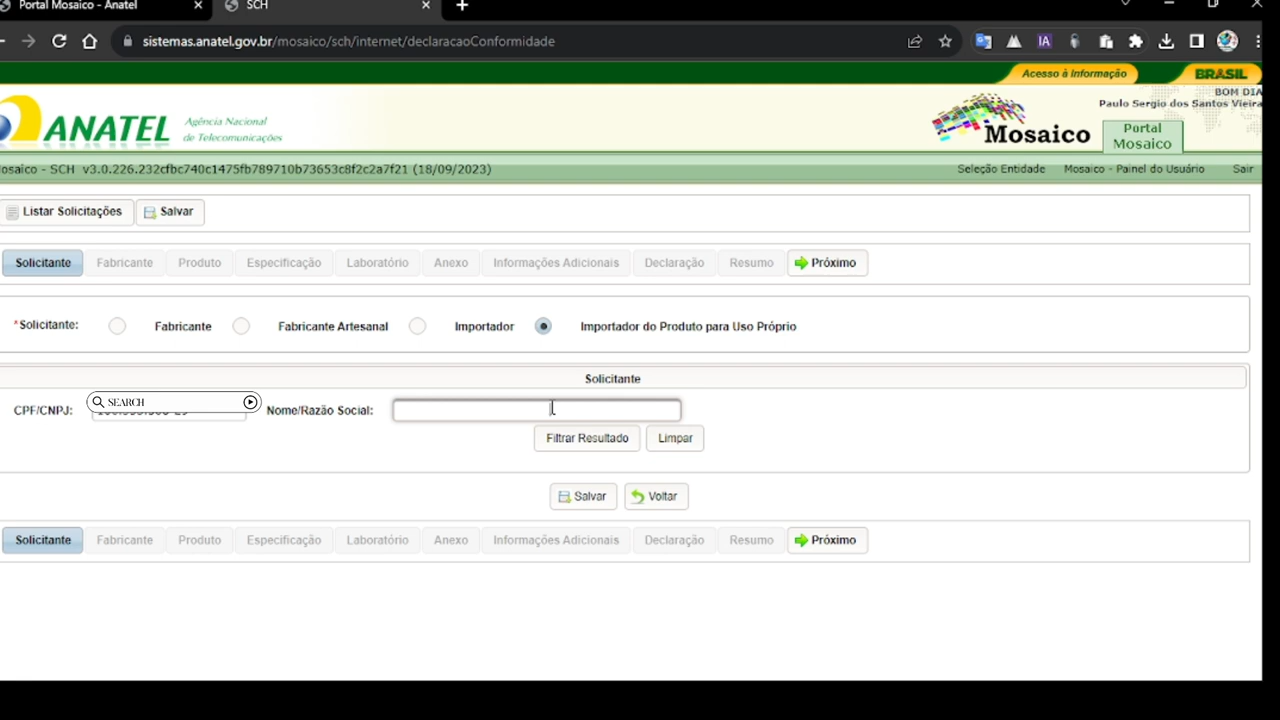 Portal Mosaico - Anatel
SCH
sistemas.anatel.gov.br/mosaico/sch/internet/declaracaoConformidade
Acesso à Informação
BRASIL
BOM DIA
Paulo Sergio dos Santos Vieira
ANATEL
Agência Nacional
de Telecomunicações
Mosaico
Portal
Mosaico
osaico - SCH v3.0.226.232cfbc740c1475fb789710b73653c8f2c2a7f21 (18/09/2023)
Seleção Entidade
Mosaico - Painel do Usuário
Sair
Listar Solicitações
Salvar
Solicitante
Fabricante
Produto
Especificação
Laboratório
Anexo
Informações Adicionais
Declaração
Resumo
Próximo
*Solicitante:
Fabricante
Fabricante Artesanal
Importador
Importador do Produto para Uso Próprio
Solicitante
CPF/CNPJ:
SEARCH
Nome/Razão Social:
Filtrar Resultado
Limpar
Salvar
Voltar
Solicitante
Fabricante
Produto
Especificação
Laboratório
Anexo
Informações Adicionais
Declaração
Resumo
Próximo